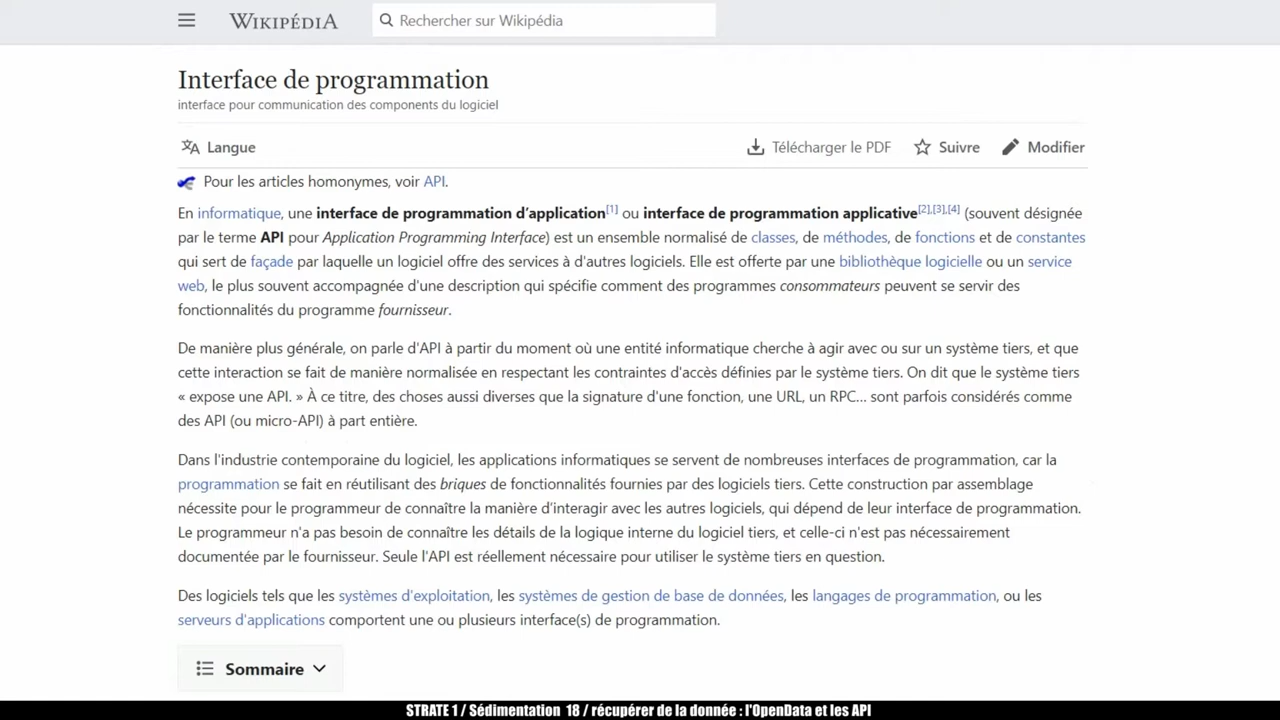 WIKIPÉDIA
Rechercher sur Wikipédia
Interface de programmation
interface pour communication des components du logiciel
Langue
Télécharger le PDF
Suivre
Modifier
Pour les articles homonymes, voir API.
En informatique, une interface de programmation d’application[1] ou interface de programmation applicative[2],[3],[4] (souvent désignée
par le terme API pour Application Programming Interface) est un ensemble normalisé de classes, de méthodes, de fonctions et de constantes
qui sert de façade par laquelle un logiciel offre des services à d'autres logiciels. Elle est offerte par une bibliothèque logicielle ou un service
web, le plus souvent accompagnée d'une description qui spécifie comment des programmes consommateurs peuvent se servir des
fonctionnalités du programme fournisseur.
De manière plus générale, on parle d'API à partir du moment où une entité informatique cherche à agir avec ou sur un système tiers, et que
cette interaction se fait de manière normalisée en respectant les contraintes d'accès définies par le système tiers. On dit que le système tiers
« expose une API. » À ce titre, des choses aussi diverses que la signature d'une fonction, une URL, un RPC... sont parfois considérés comme
des API (ou micro-API) à part entière.
Dans l'industrie contemporaine du logiciel, les applications informatiques se servent de nombreuses interfaces de programmation, car la
programmation se fait en réutilisant des briques de fonctionnalités fournies par des logiciels tiers. Cette construction par assemblage
nécessite pour le programmeur de connaître la manière d’interagir avec les autres logiciels, qui dépend de leur interface de programmation.
Le programmeur n'a pas besoin de connaître les détails de la logique interne du logiciel tiers, et celle-ci n'est pas nécessairement
documentée par le fournisseur. Seule l'API est réellement nécessaire pour utiliser le système tiers en question.
Des logiciels tels que les systèmes d'exploitation, les systèmes de gestion de base de données, les langages de programmation, ou les
serveurs d'applications comportent une ou plusieurs interface(s) de programmation.
Sommaire
STRATE 1 / Sédimentation 18 / récupérer de la donnée : l'OpenData et les API